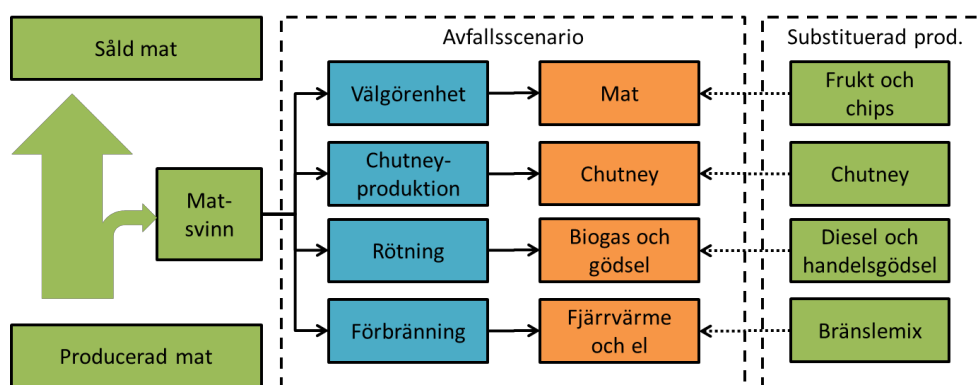 Såld mat
Mat-
svinn
Producerad mat
Avfallsscenario
Välgörenhet
Mat
Chutney-
produktion
Chutney
Rötning
Biogas och
gödsel
Förbränning
Fjärrvärme
och el
Substituerad prod.
Frukt och
chips
Chutney
Diesel och
handelsgödsel
Bränslemix